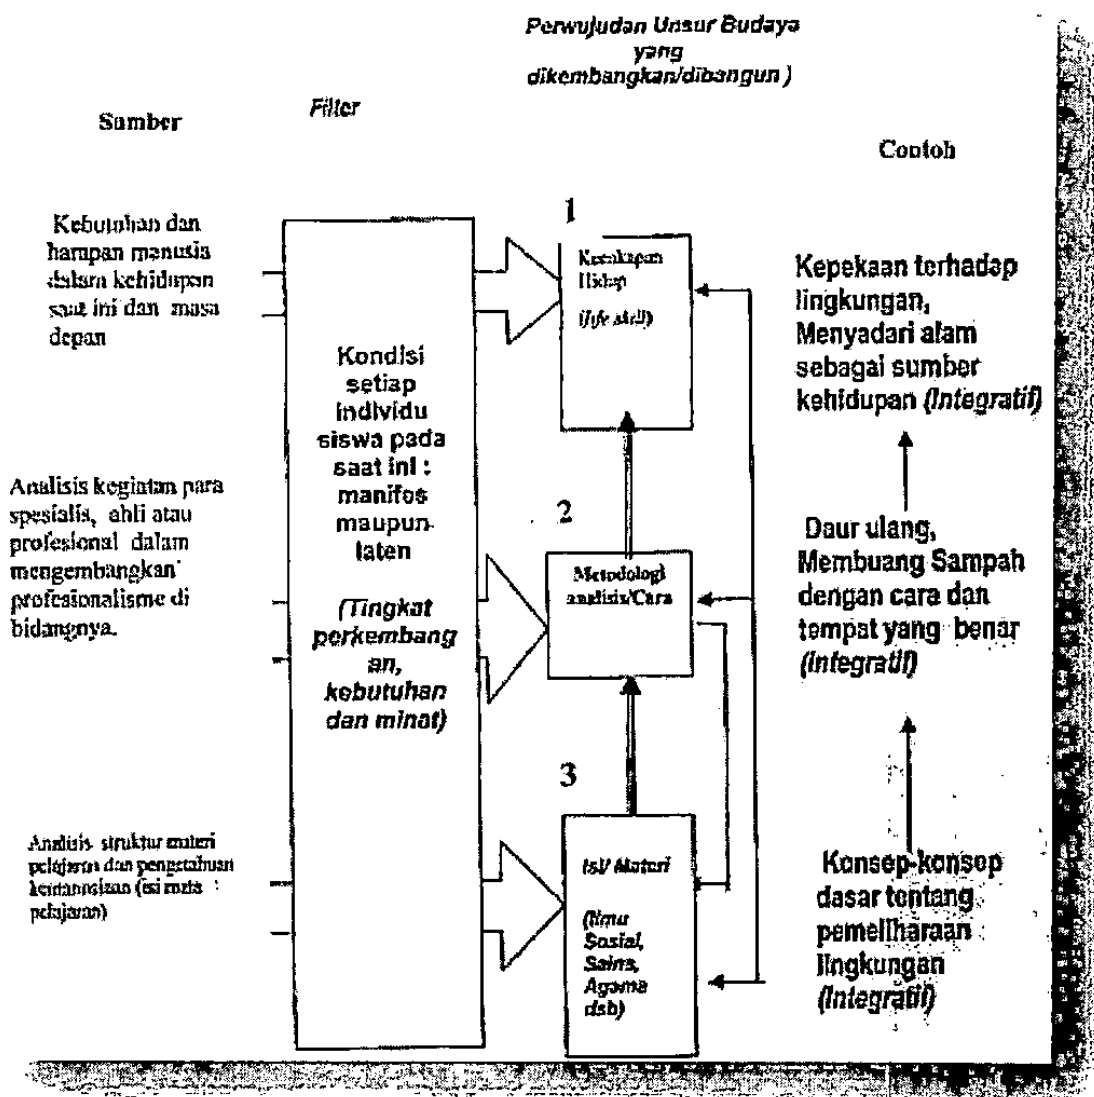 Perwujudan Unsur Budaya
yang
dikembangkan/dibangun )
Sumber
Filter
Contoh
Kebutuhan dan
harapan manusia
dalam kehidupan
saat ini dan masa
depan
Analisis kegiatan para
spesialis, ahli atau
profesional dalam
mengembangkan
profesionalisme di
bidangnya.
Analisis struktur materi
pelajaran dan pengetahuan
(isi mata
pelajaran)
Kondisi
setiap
individu
siswa pada
saat ini :
manifes
maupun
laten
(Tingkat
perkembang
an,
kebutuhan
dan minat)
1
Kecakapan
Hidup
(life skill)
2
Metodologi
analisis/Cara
3
Isi/ Materi
(Ilmu
Sosial,
Sains,
Agama
dsb)
Kepekaan terhadap
lingkungan,
Menyadari alam
sebagai sumber
kehidupan (Integratif)
Daur ulang,
Membuang Sampah
dengan cara dan
tempat yang benar
(Integratif)
Konsep-konsep
dasar tentang
pemeliharaan
lingkungan
(Integratif)